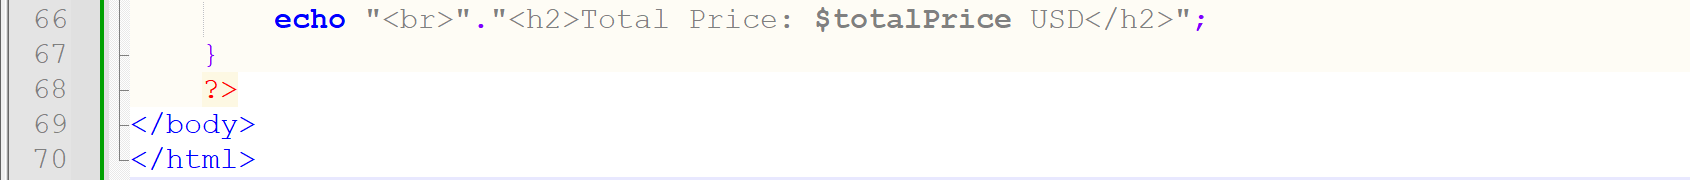 66 echo "<br>"."<h2>Total Price: $totalPrice USD</h2>";
67 }
68 ?>
69 </body>
70 </html>